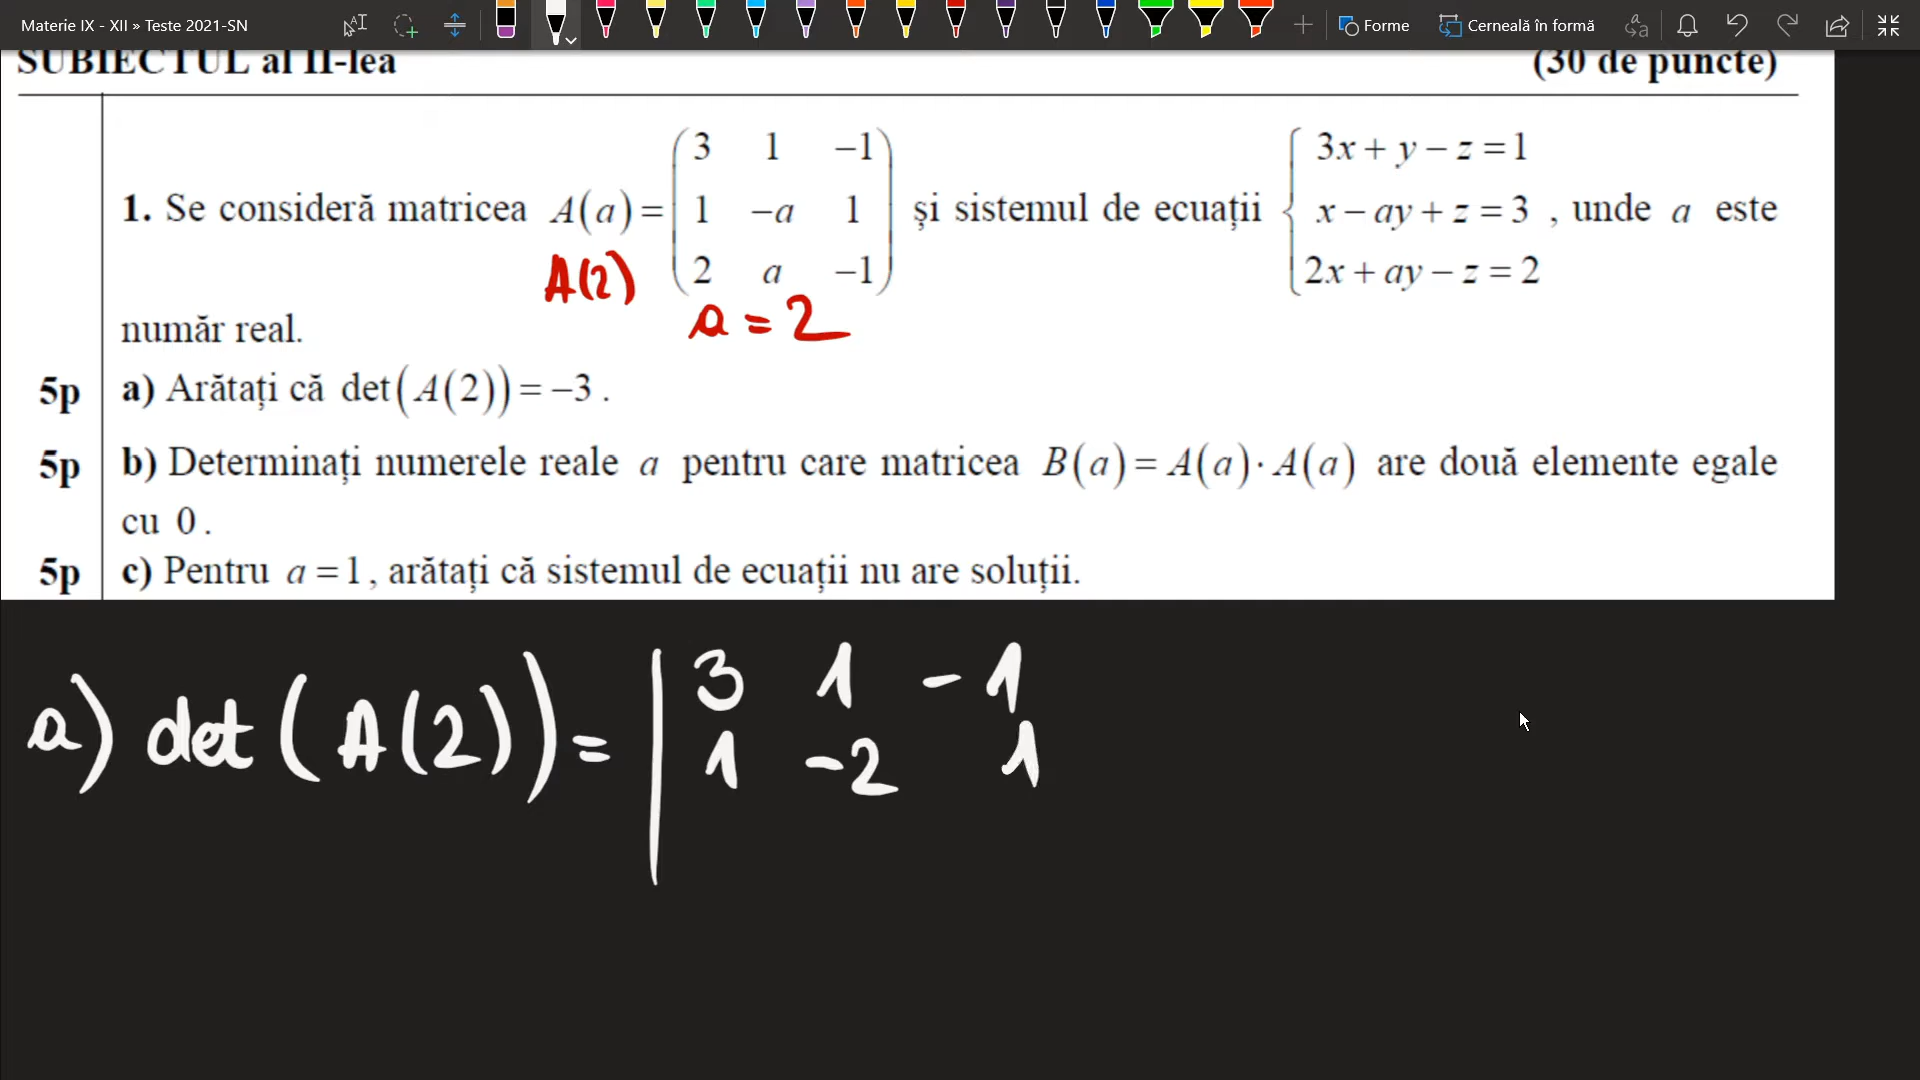 Materie IX - XII » Teste 2021-SN Forme Cerneală în formă
SUBIECTUL al II-lea (30 de puncte)
1. Se consideră matricea A(a) = ( 3 1 −1 ; 1 −a 1 ; 2 a −1 ) și sistemul de ecuații { 3x + y − z = 1 ; x − ay + z = 3 ; 2x + ay − z = 2 , unde a este
A(2)
a = 2
număr real.
5p a) Arătați că det(A(2)) = −3 .
5p b) Determinați numerele reale a pentru care matricea B(a) = A(a) · A(a) are două elemente egale
cu 0 .
5p c) Pentru a = 1 , arătați că sistemul de ecuații nu are soluții.
a) det(A(2)) = | 3 1 -1
1 -2 1